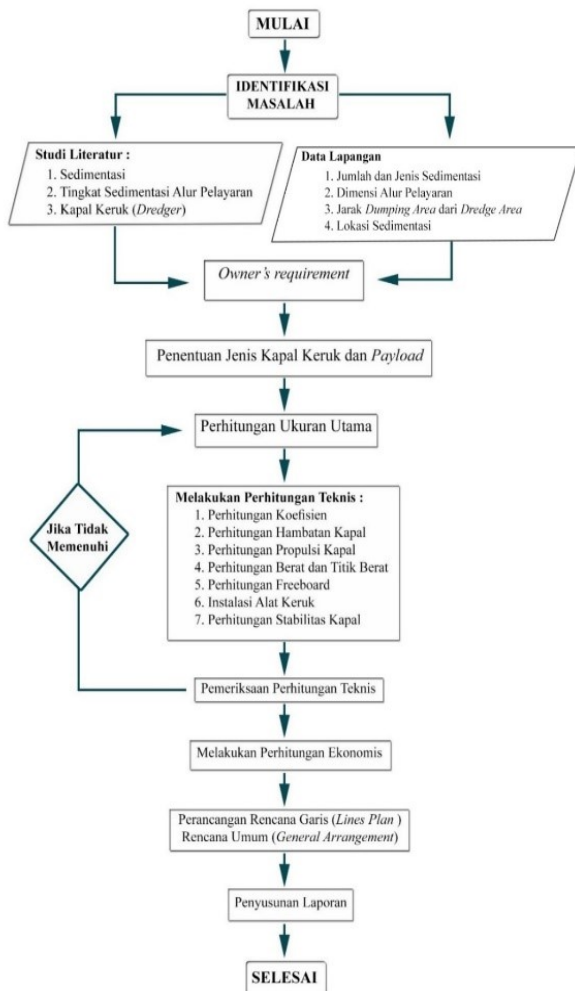 MULAI
IDENTIFIKASI
MASALAH
Studi Literatur :
1. Sedimentasi
2. Tingkat Sedimentasi Alur Pelayaran
3. Kapal Keruk (Dredger)
Data Lapangan
1. Jumlah dan Jenis Sedimentasi
2. Dimensi Alur Pelayaran
3. Jarak Dumping Area dari Dredge Area
4. Lokasi Sedimentasi
Owner's requirement
Penentuan Jenis Kapal Keruk dan Payload
Perhitungan Ukuran Utama
Melakukan Perhitungan Teknis :
1. Perhitungan Koefisien
2. Perhitungan Hambatan Kapal
3. Perhitungan Propulsi Kapal
4. Perhitungan Berat dan Titik Berat
5. Perhitungan Freeboard
6. Instalasi Alat Keruk
7. Perhitungan Stabilitas Kapal
Jika Tidak
Memenuhi
Pemeriksaan Perhitungan Teknis
Melakukan Perhitungan Ekonomis
Perancangan Rencana Garis (Lines Plan )
Rencana Umum (General Arrangement)
Penyusunan Laporan
SELESAI